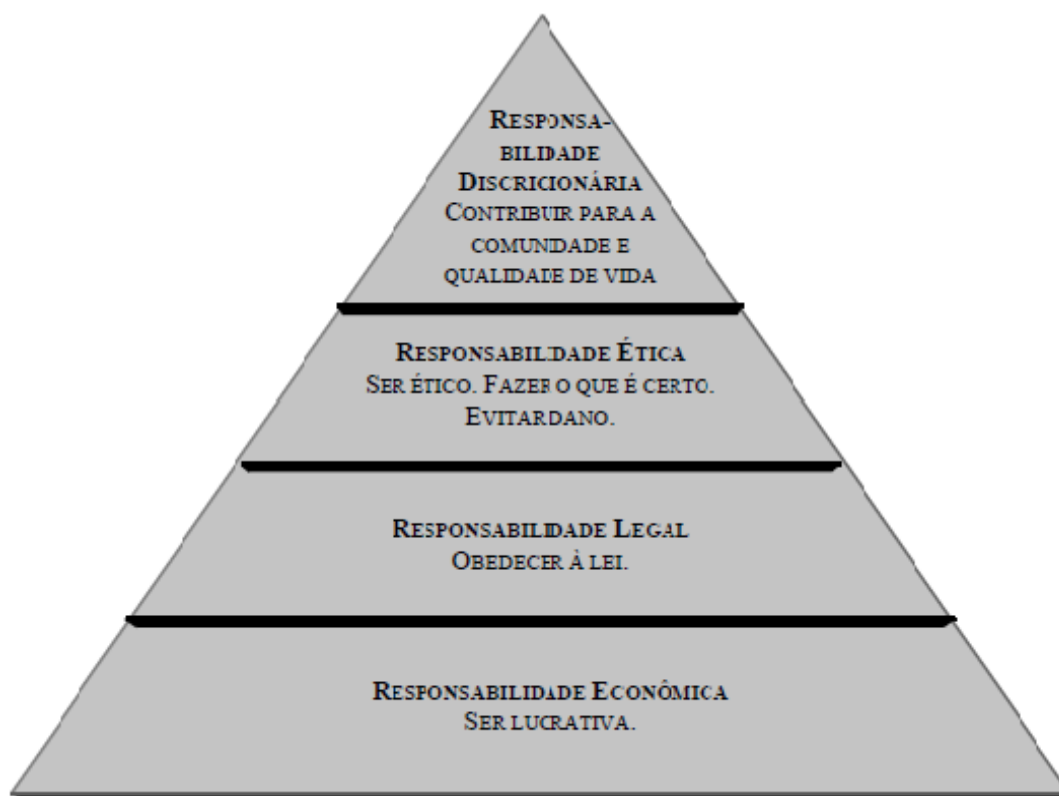 RESPONSA-
BILIDADE
DISCRICIONÁRIA
CONTRIBUIR PARA A
COMUNIDADE E
QUALIDADE DE VIDA
RESPONSABILIDADE ÉTICA
SER ÉTICO. FAZER O QUE É CERTO.
EVITARDANO.
RESPONSABILIDADE LEGAL
OBEDECER À LEI.
RESPONSABILIDADE ECONÔMICA
SER LUCRATIVA.